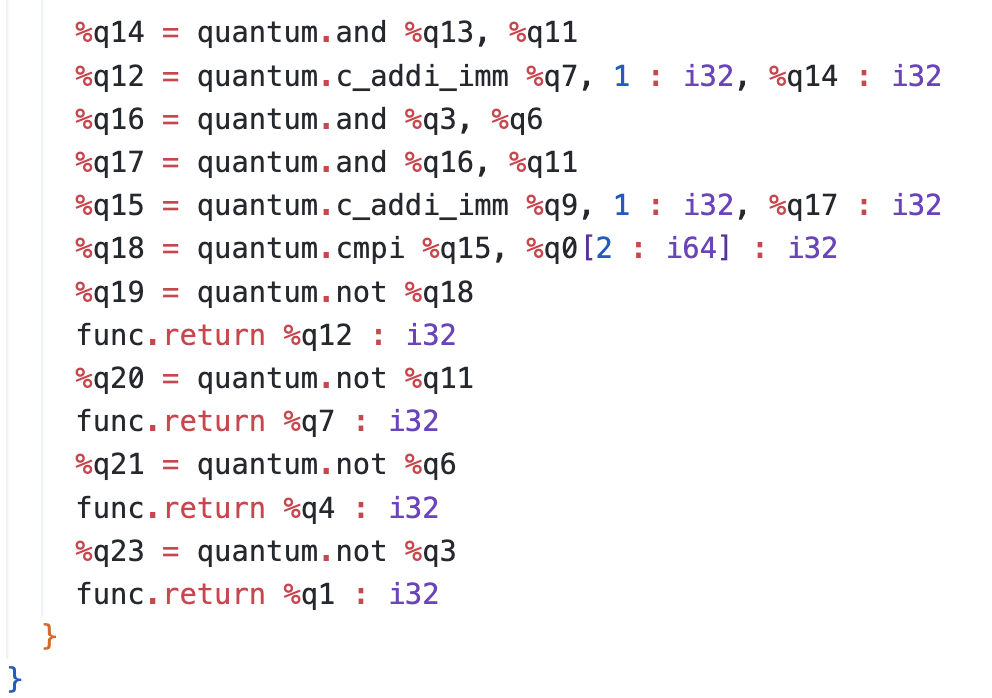 %q14 = quantum.and %q13, %q11
%q12 = quantum.c_addi_imm %q7, 1 : i32, %q14 : i32
%q16 = quantum.and %q3, %q6
%q17 = quantum.and %q16, %q11
%q15 = quantum.c_addi_imm %q9, 1 : i32, %q17 : i32
%q18 = quantum.cmpi %q15, %q0[2 : i64] : i32
%q19 = quantum.not %q18
func.return %q12 : i32
%q20 = quantum.not %q11
func.return %q7 : i32
%q21 = quantum.not %q6
func.return %q4 : i32
%q23 = quantum.not %q3
func.return %q1 : i32
}
}